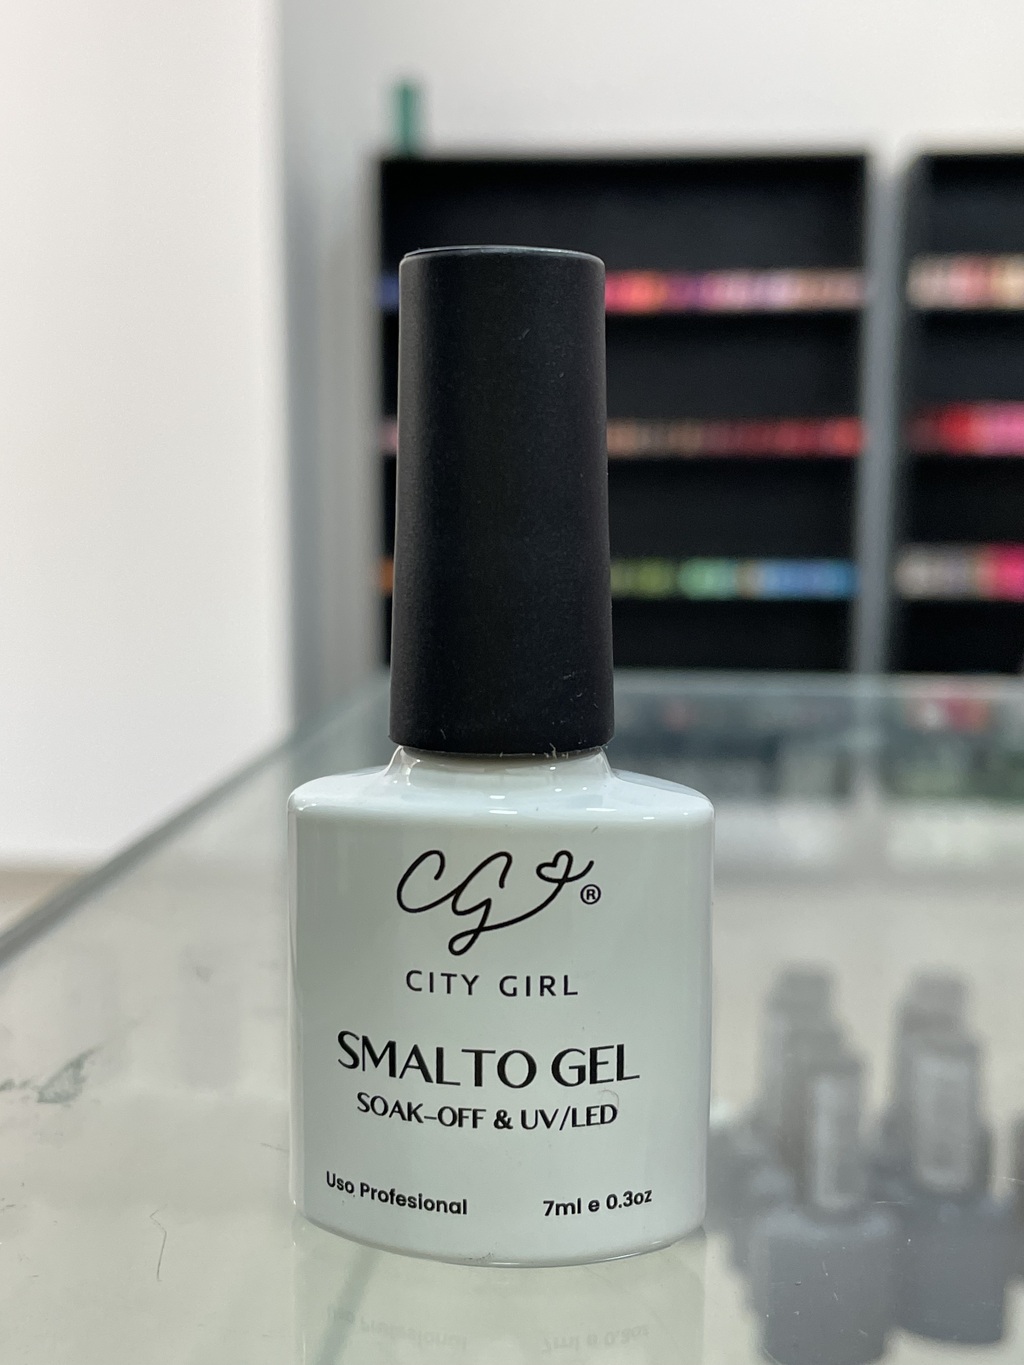 CG®
CITY GIRL
SMALTO GEL
SOAK-OFF & UV/LED
Uso Profesional
7ml e 0.3oz